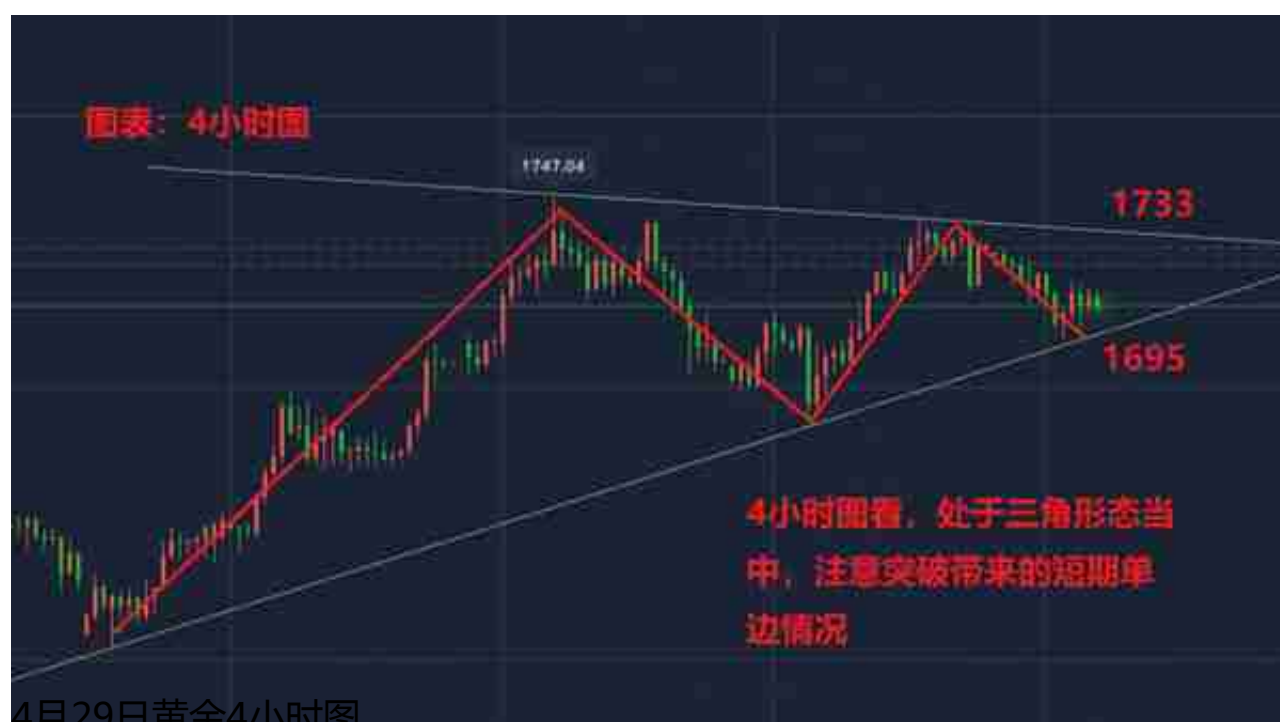 图表：4小时图
1747.04
1733
1695
4小时图看，处于三角形态当
中，注意突破带来的短期单
边情况
4月29日黄金4小时图